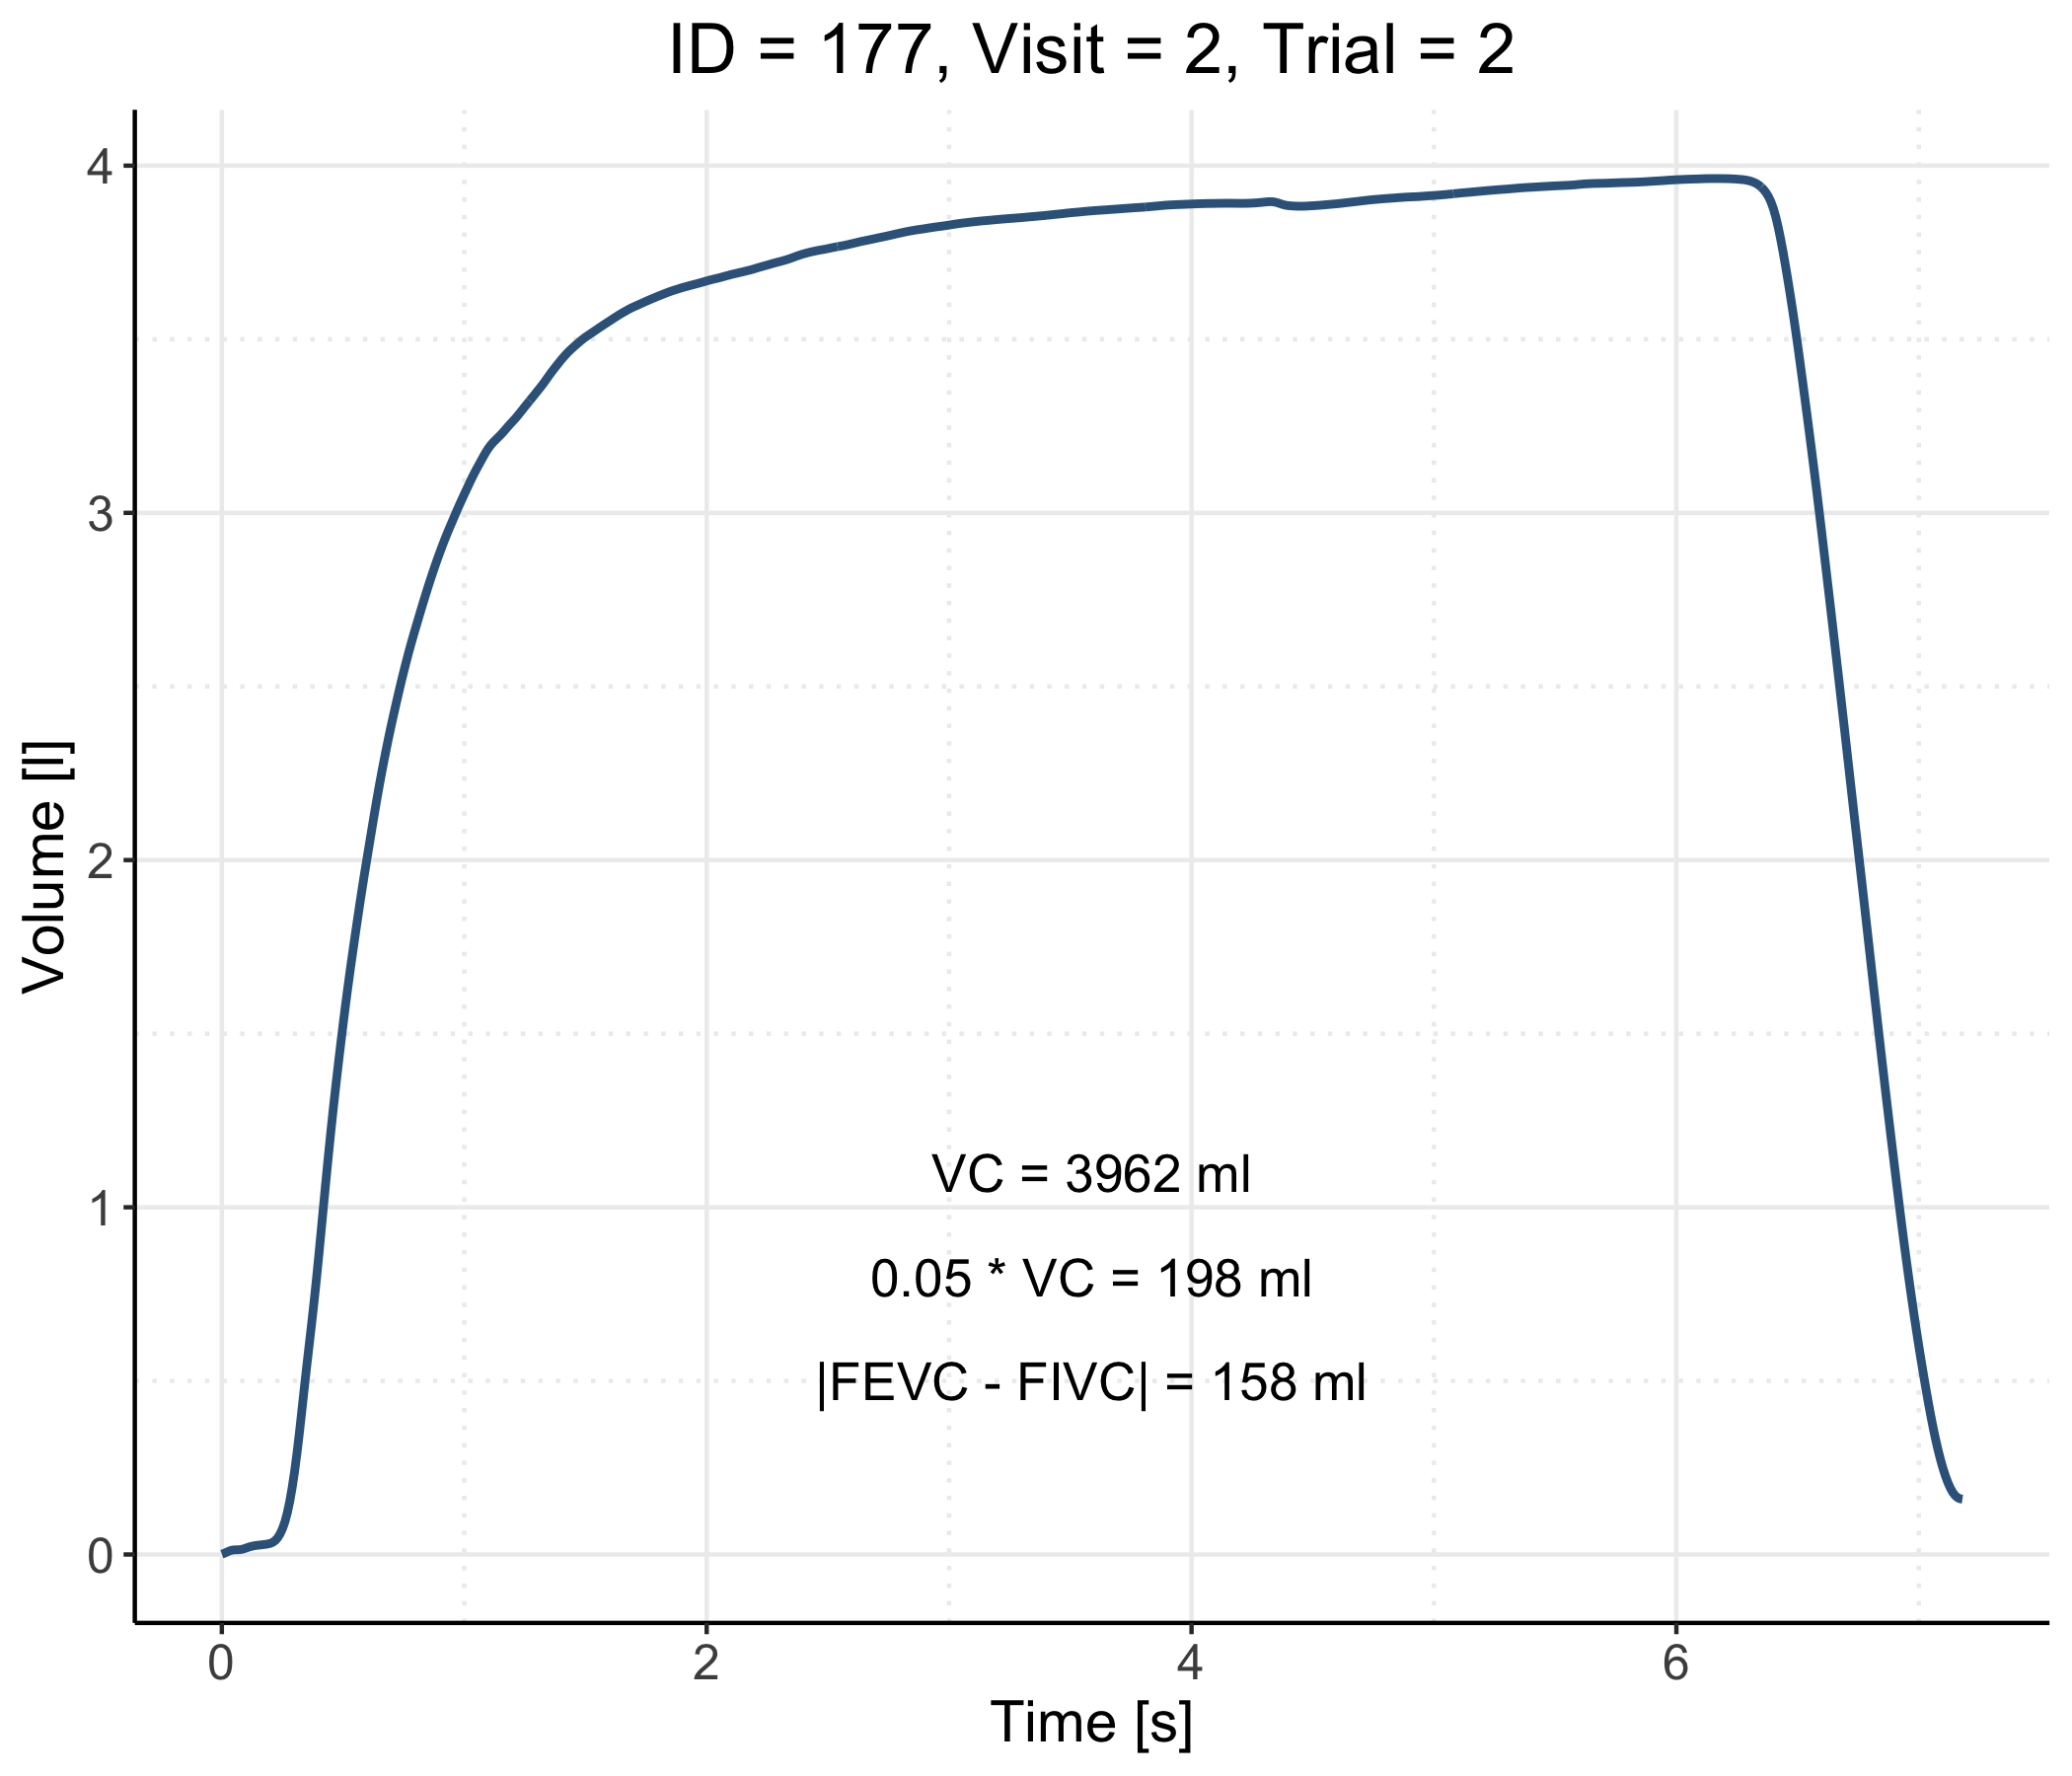 ID = 177, Visit = 2, Trial = 2
4
3
2
1
0
Volume [l]
VC = 3962 ml
0.05 * VC = 198 ml
|FEVC - FIVC| = 158 ml
0 2 4 6
Time [s]